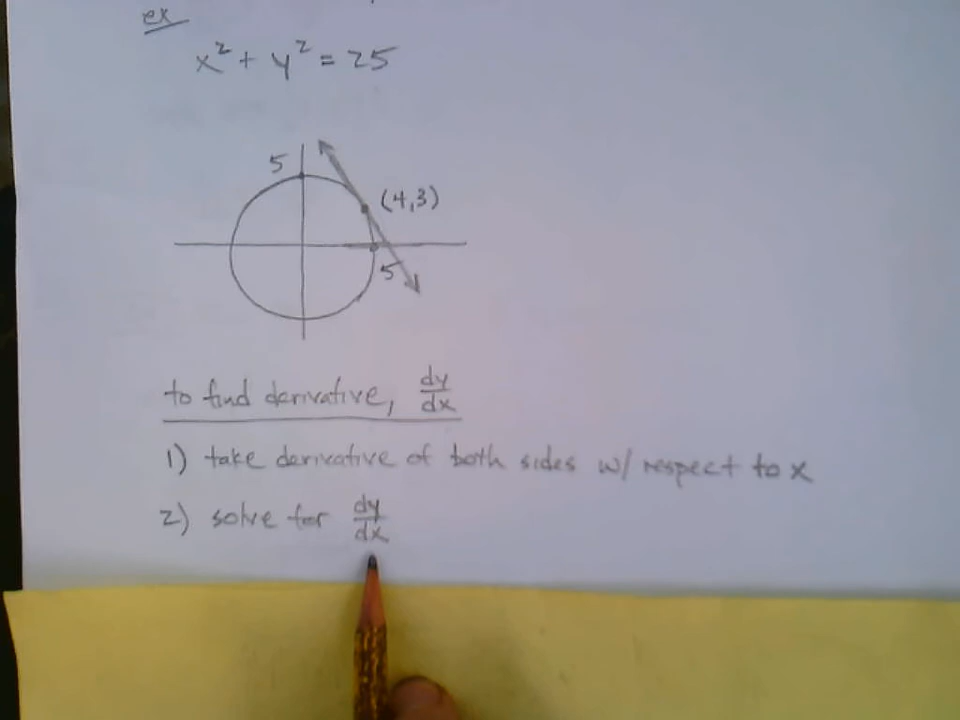 ex
x² + y² = 25
5
(4,3)
5
to find derivative, dy/dx
1) take derivative of both sides w/ respect to x
2) solve for dy/dx